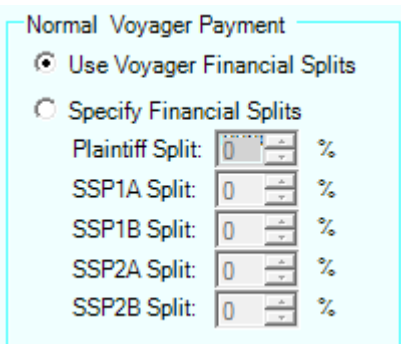 Normal Voyager Payment
Use Voyager Financial Splits
Specify Financial Splits
Plaintiff Split: 0 %
SSP1A Split: 0 %
SSP1B Split: 0 %
SSP2A Split: 0 %
SSP2B Split: 0 %